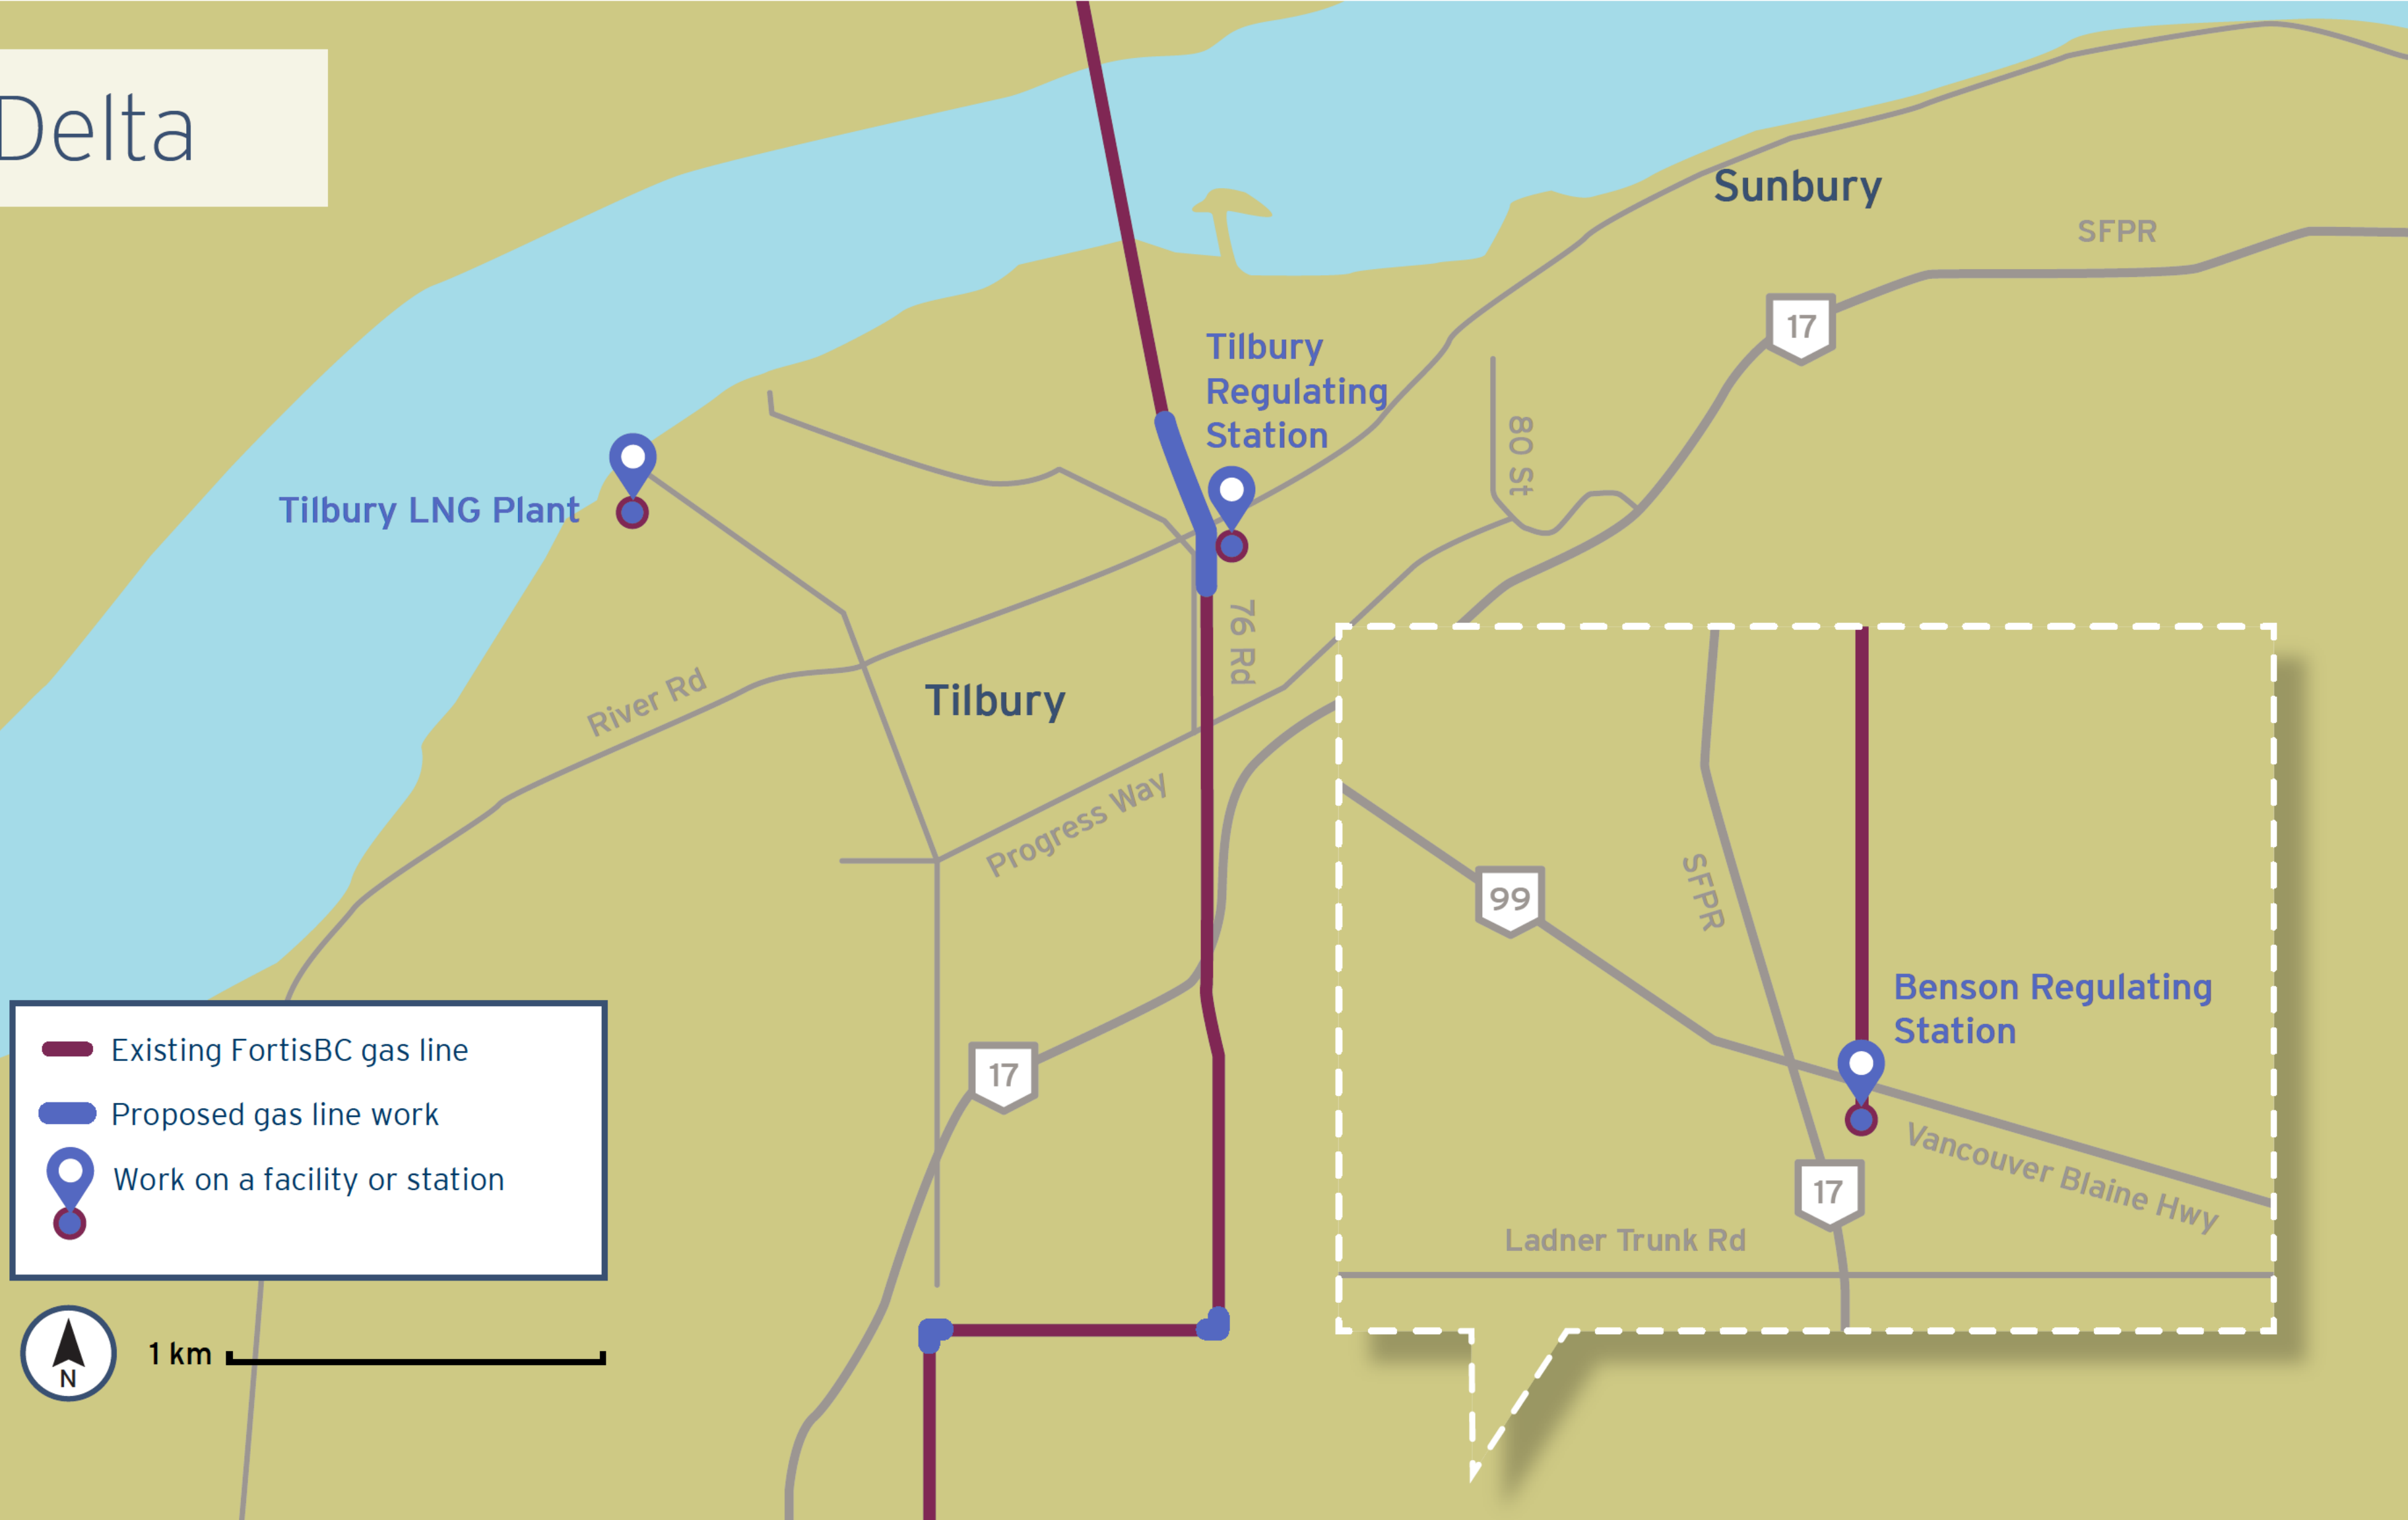 Delta
Sunbury
SFPR
17
Tilbury
Regulating
Station
80 St
Tilbury LNG Plant
76 Rd
River Rd
Tilbury
Progress Way
99
SFPR
Benson Regulating
Station
Existing FortisBC gas line
Proposed gas line work
Work on a facility or station
17
Vancouver Blaine Hwy
17
Ladner Trunk Rd
N
1 km